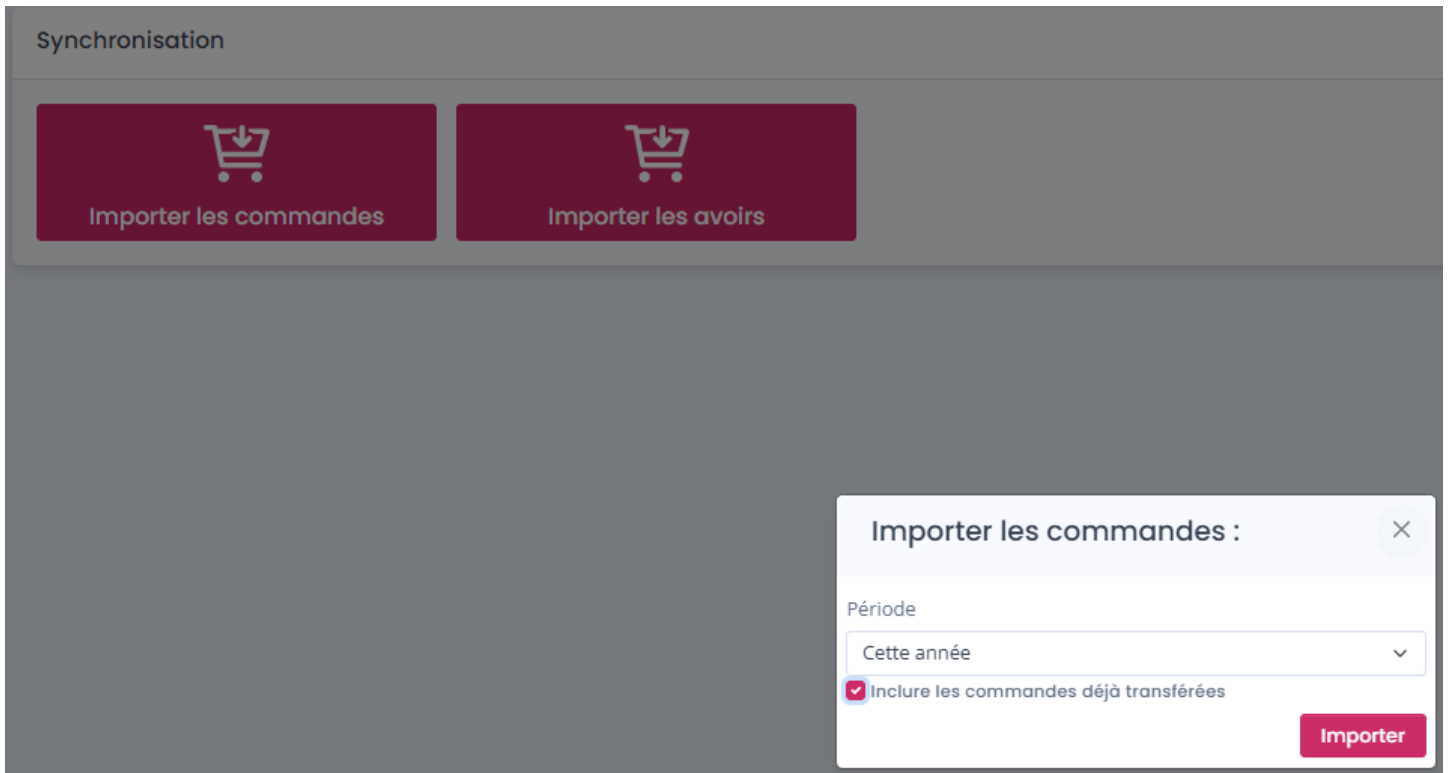 Synchronisation
Importer les commandes
Importer les avoirs
Importer les commandes :
Période
Cette année
Inclure les commandes déjà transférées
Importer